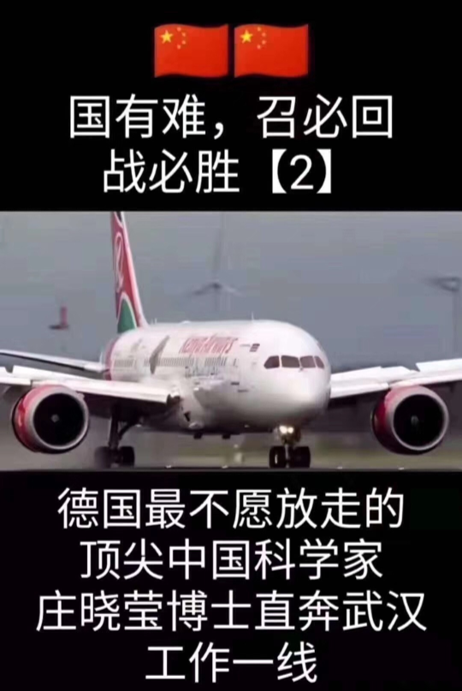 国有难，召必回
战必胜【2】
Kenya Airways
德国最不愿放走的
顶尖中国科学家
庄晓莹博士直奔武汉
工作一线